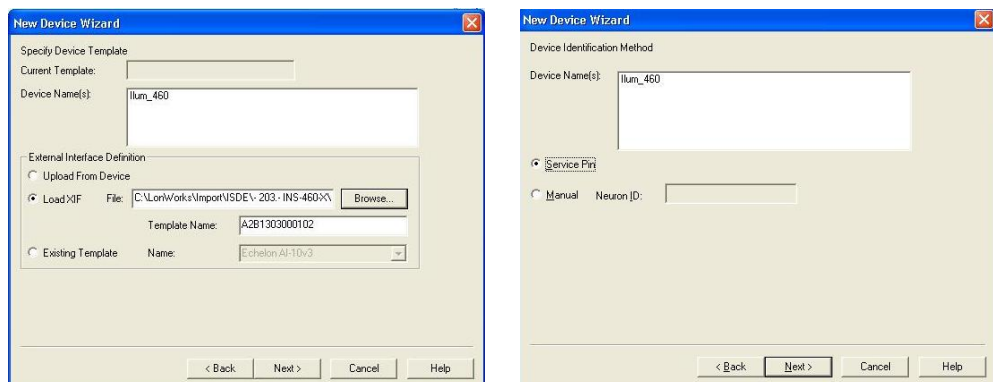 New Device Wizard
Specify Device Template
Current Template:
Device Name(s):
Ilum_460
External Interface Definition
Upload From Device
Load XIF File: C:\LonWorks\Import\ISDE\- 203.- INS-460-X\ Browse...
Template Name: A2B1303000102
Existing Template Name: Echelon AI-10v3
< Back Next > Cancel Help
New Device Wizard
Device Identification Method
Device Name(s):
Ilum_460
Service Pin
Manual Neuron ID:
< Back Next > Cancel Help